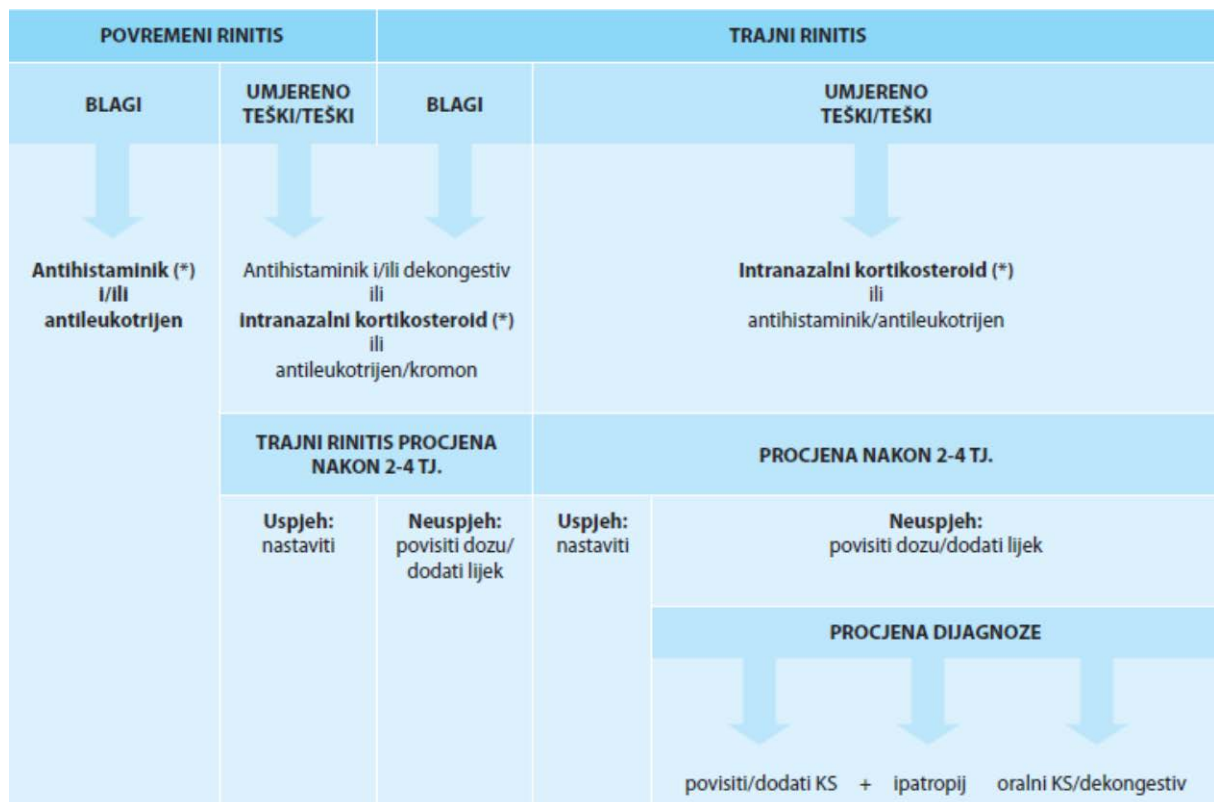 POVREMENI RINITIS
TRAJNI RINITIS
BLAGI
UMJERENO
TEŠKI/TEŠKI
BLAGI
UMJERENO
TEŠKI/TEŠKI
Antihistaminik (*)
i/ili
antileukotrijen
Antihistaminik i/ili dekongestiv
ili
intranazalni kortikosteroid (*)
ili
antileukotrijen/kromon
Intranazalni kortikosteroid (*)
ili
antihistaminik/antileukotrijen
TRAJNI RINITIS PROCJENA
NAKON 2-4 TJ.
PROCJENA NAKON 2-4 TJ.
Uspjeh:
nastaviti
Neuspjeh:
povisiti dozu/
dodati lijek
Uspjeh:
nastaviti
Neuspjeh:
povisiti dozu/dodati lijek
PROCJENA DIJAGNOZE
povisiti/dodati KS + ipatropij oralni KS/dekongestiv